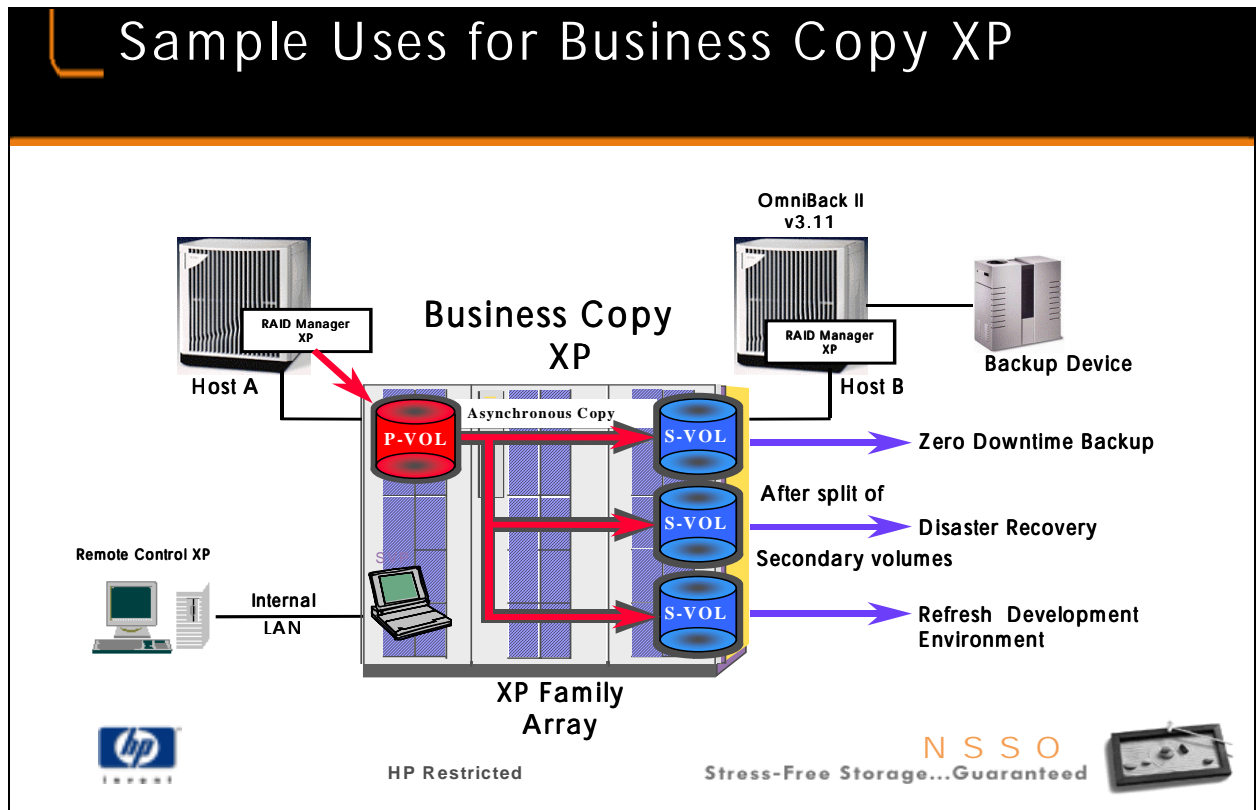 Sample Uses for Business Copy XP
OmniBack II
v3.11
RAID Manager
XP
Business Copy
XP
RAID Manager
XP
Host A
Host B
Backup Device
Asynchronous Copy
P-VOL
S-VOL
Zero Downtime Backup
After split of
S-VOL
Disaster Recovery
Secondary volumes
Remote Control XP
Internal
LAN
S-VOL
Refresh Development
Environment
XP Family
Array
hp
invent
HP Restricted
NSSO
Stress-Free Storage...Guaranteed